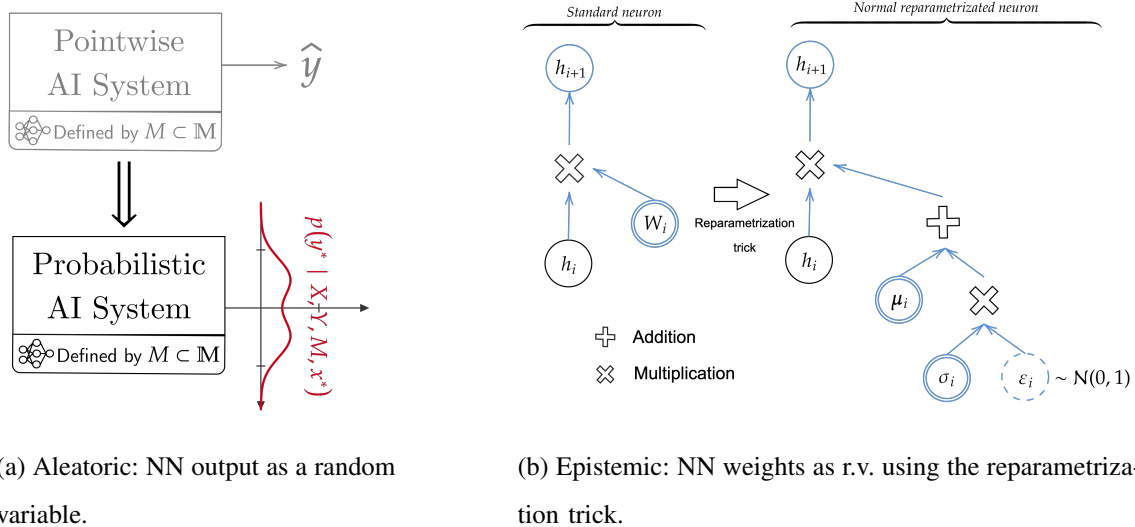 Pointwise
AI System
Defined by M ⊂ 𝕄
ŷ
Probabilistic
AI System
Defined by M ⊂ 𝕄
p(y* | X, Y, M, x*)
Standard neuron
h_{i+1}
W_i
h_i
Reparametrization
trick
Normal reparametrizated neuron
h_{i+1}
h_i
μ_i
σ_i
ε_i ~ N(0, 1)
Addition
Multiplication
(a) Aleatoric: NN output as a random
variable.
(b) Epistemic: NN weights as r.v. using the reparametriza-
tion trick.